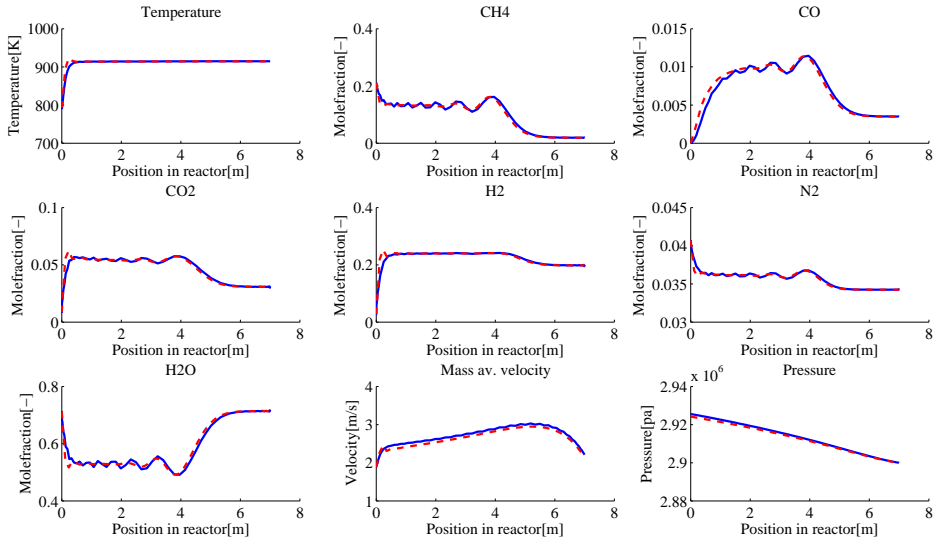 Temperature
Temperature[K]
1000
900
800
700
0 2 4 6 8
Position in reactor[m]
CH4
Molefraction[−]
0.4
0.2
0
0 2 4 6 8
Position in reactor[m]
CO
Molefraction[−]
0.015
0.01
0.005
0
0 2 4 6 8
Position in reactor[m]
CO2
Molefraction[−]
0.1
0.05
0
0 2 4 6 8
Position in reactor[m]
H2
Molefraction[−]
0.4
0.2
0
0 2 4 6 8
Position in reactor[m]
N2
Molefraction[−]
0.045
0.04
0.035
0.03
0 2 4 6 8
Position in reactor[m]
H2O
Molefraction[−]
0.8
0.6
0.4
0 2 4 6 8
Position in reactor[m]
Mass av. velocity
Velocity[m/s]
4
3
2
1
0 2 4 6 8
Position in reactor[m]
Pressure
x 10^6
Pressure[pa]
2.94
2.92
2.9
2.88
0 2 4 6 8
Position in reactor[m]